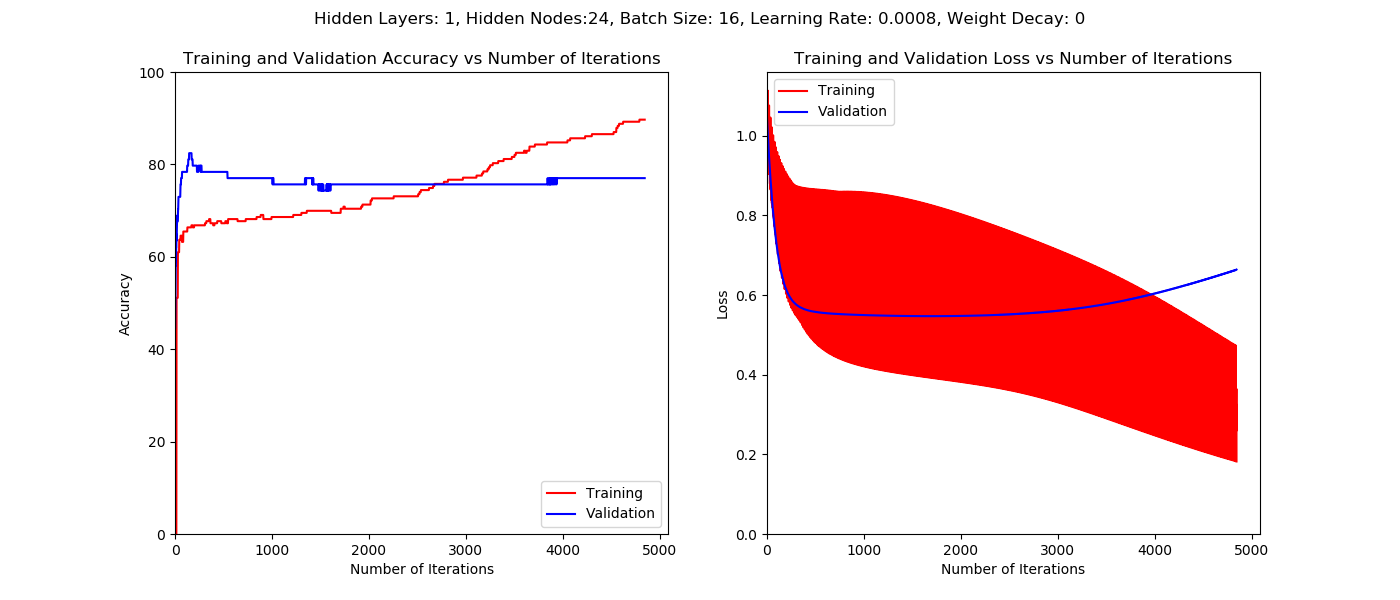 Hidden Layers: 1, Hidden Nodes:24, Batch Size: 16, Learning Rate: 0.0008, Weight Decay: 0
Training and Validation Accuracy vs Number of Iterations
100
80
60
40
20
0
Accuracy
Training
Validation
0 1000 2000 3000 4000 5000
Number of Iterations
Training and Validation Loss vs Number of Iterations
Training
Validation
1.0
0.8
0.6
0.4
0.2
0.0
Loss
0 1000 2000 3000 4000 5000
Number of Iterations